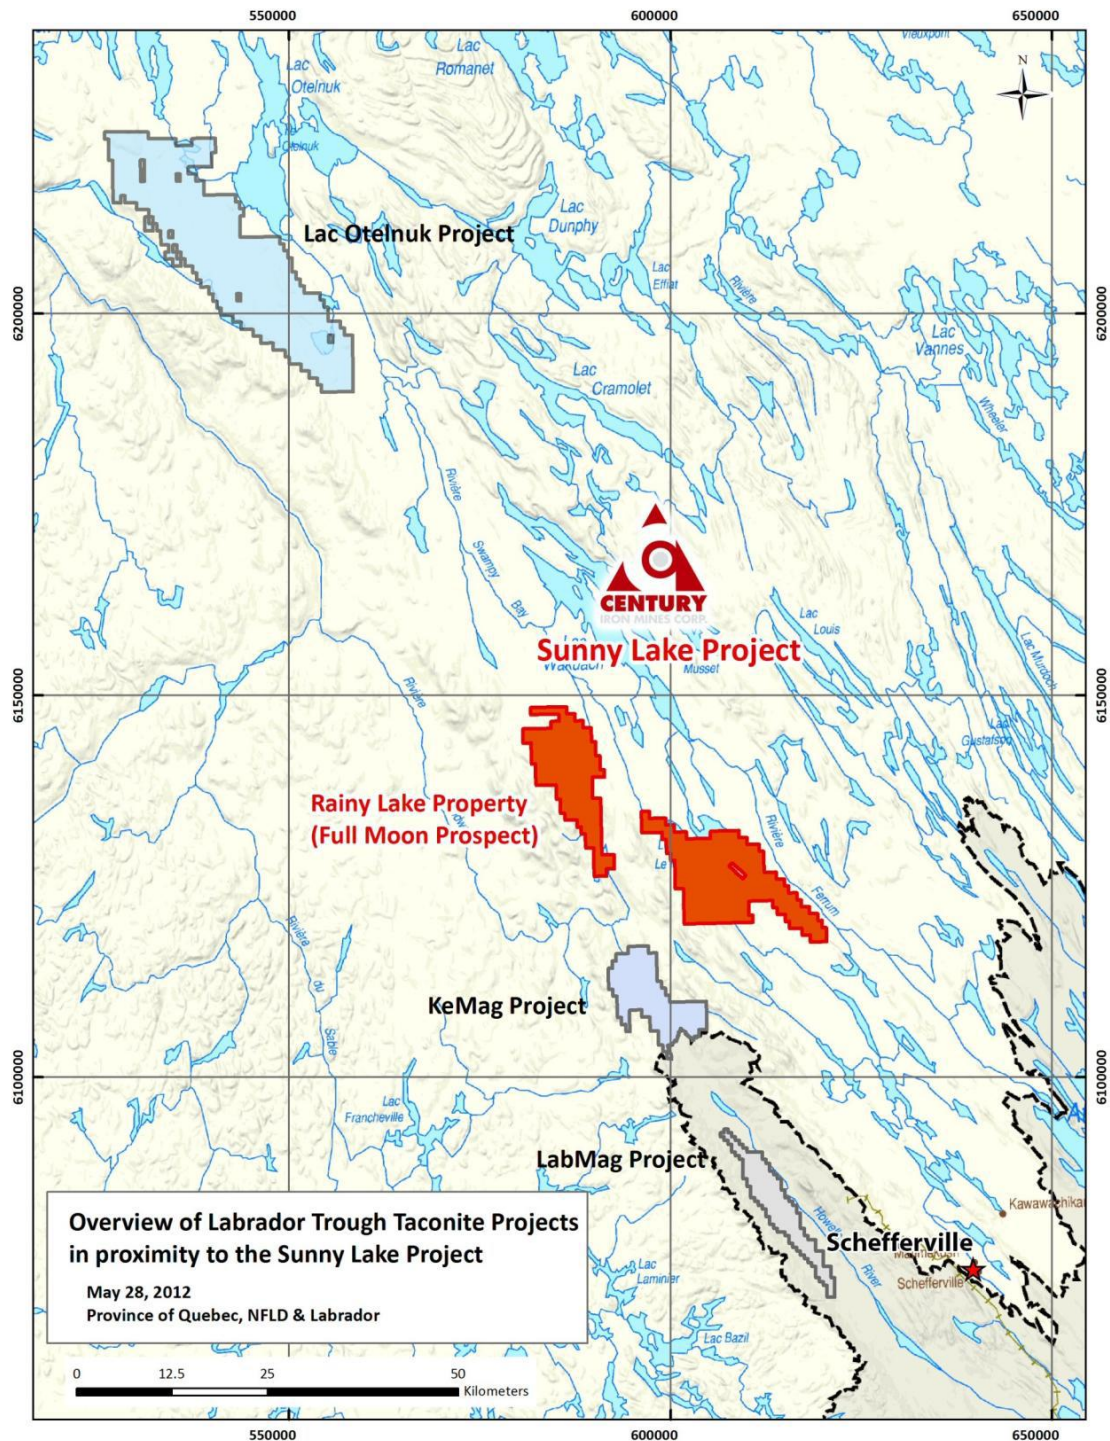 550000
600000
650000
Vieuxpont
Lac
Romanet
Lac
Otelnuk
N
Otelnuk
Lac Otelnuk Project
Lac
Dunphy
Lac
Effiat
Rivière
6200000
6200000
Lac
Vannes
Lac
Cramolet
Wheeler
Rivière
Swampy
Bay
CENTURY
IRON MINES CORP.
Sunny Lake Project
Wakuach
Musset
Lac
Louis
Lac Murdoch
Lac
Gustafson
6150000
6150000
Rivière
Rainy Lake Property
(Full Moon Prospect)
Rivière
Ferrum
Le
Rivière
du
Sable
KeMag Project
6100000
6100000
Lac
Francheville
LabMag Project
Howells
River
Schefferville
Schefferville
Lac
Laminier
Lac Bazil
Overview of Labrador Trough Taconite Projects
in proximity to the Sunny Lake Project
May 28, 2012
Province of Quebec, NFLD & Labrador
0
12.5
25
50
Kilometers
550000
600000
650000